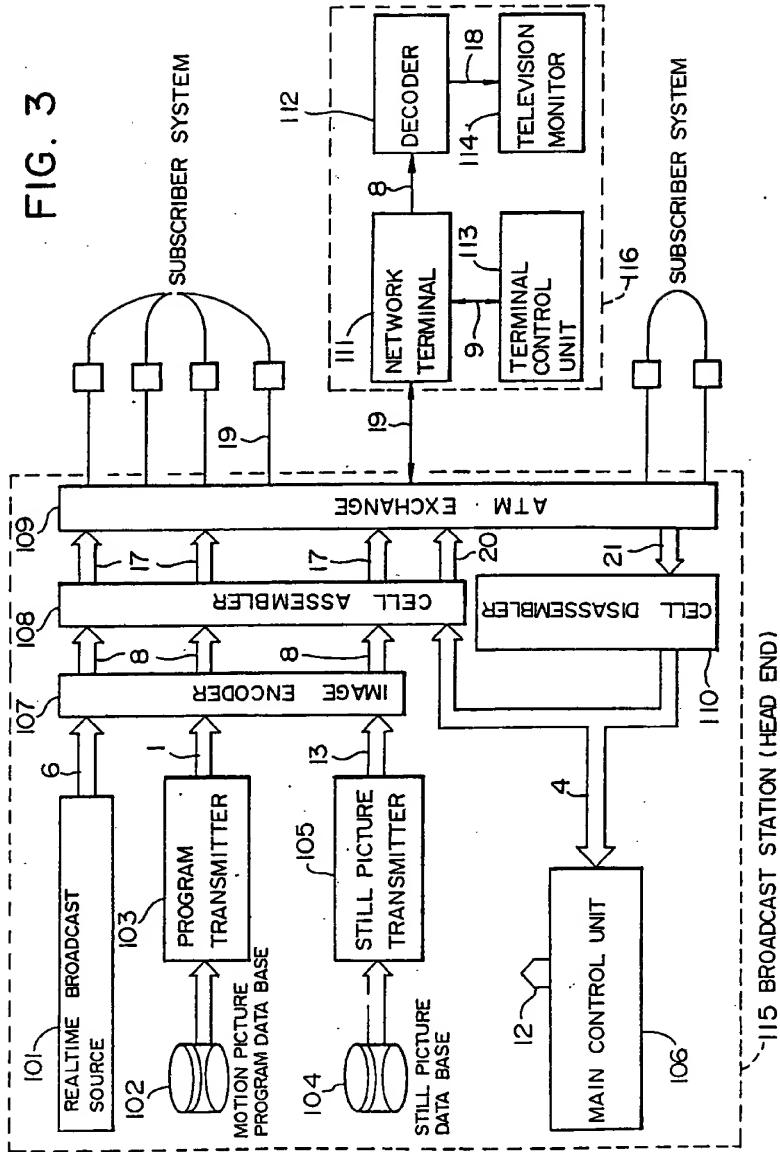 FIG. 3
101
REALTIME BROADCAST
SOURCE
6
102
MOTION PICTURE
PROGRAM DATA BASE
103
PROGRAM
TRANSMITTER
1
104
STILL PICTURE
DATA BASE
105
STILL PICTURE
TRANSMITTER
13
107
IMAGE ENCODER
8
8
108
CELL ASSEMBLER
17
17
20
109
ATM EXCHANGE
CELL DISASSEMBLER
110
21
4
12
MAIN CONTROL UNIT
106
115 BROADCAST STATION (HEAD END)
19
SUBSCRIBER SYSTEM
19
111
NETWORK
TERMINAL
8
112
DECODER
18
114
TELEVISION
MONITOR
9
113
TERMINAL
CONTROL
UNIT
116
SUBSCRIBER SYSTEM